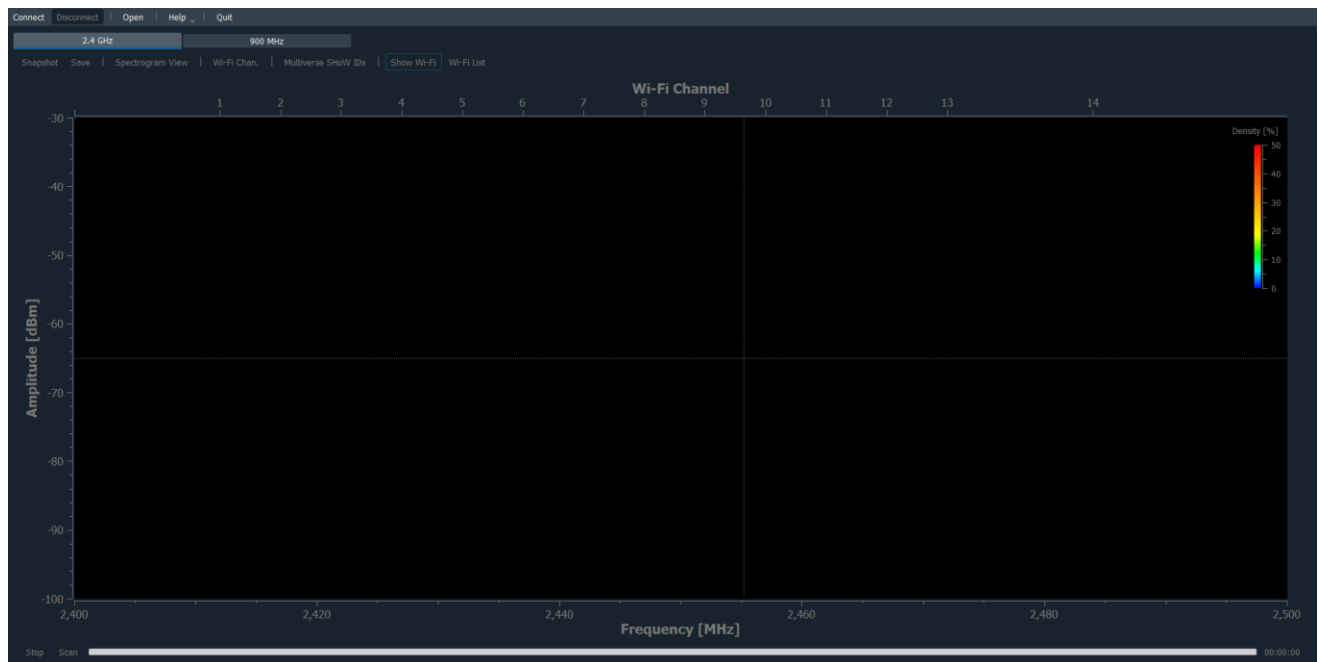 Connect Disconnect | Open | Help | Quit
2.4 GHz 900 MHz
Snapshot Save | Spectrogram View | Wi-Fi Chan. | Multiverse SHoW IDs | Show Wi-Fi Wi-Fi List
Wi-Fi Channel
1 2 3 4 5 6 7 8 9 10 11 12 13 14
Density [%]
50
40
30
20
10
0
Amplitude [dBm]
-30
-40
-50
-60
-70
-80
-90
-100
2,400 2,420 2,440 2,460 2,480 2,500
Frequency [MHz]
Stop Scan 00:00:00